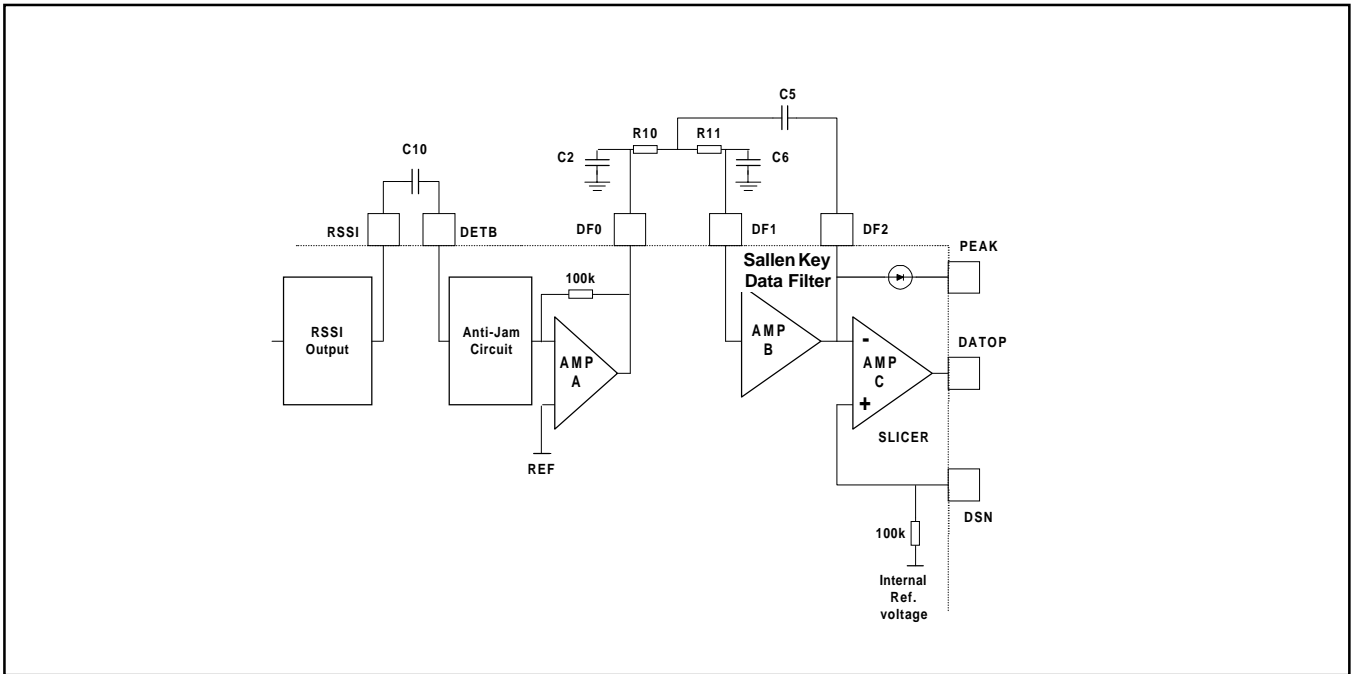 C5
R10
R11
C2
C6
C10
RSSI
DETB
DF0
DF1
DF2
PEAK
Sallen Key
Data Filter
100k
RSSI
Output
Anti-Jam
Circuit
AMP
A
AMP
B
-
AMP
C
+
DATOP
SLICER
REF
DSN
100k
Internal
Ref.
voltage